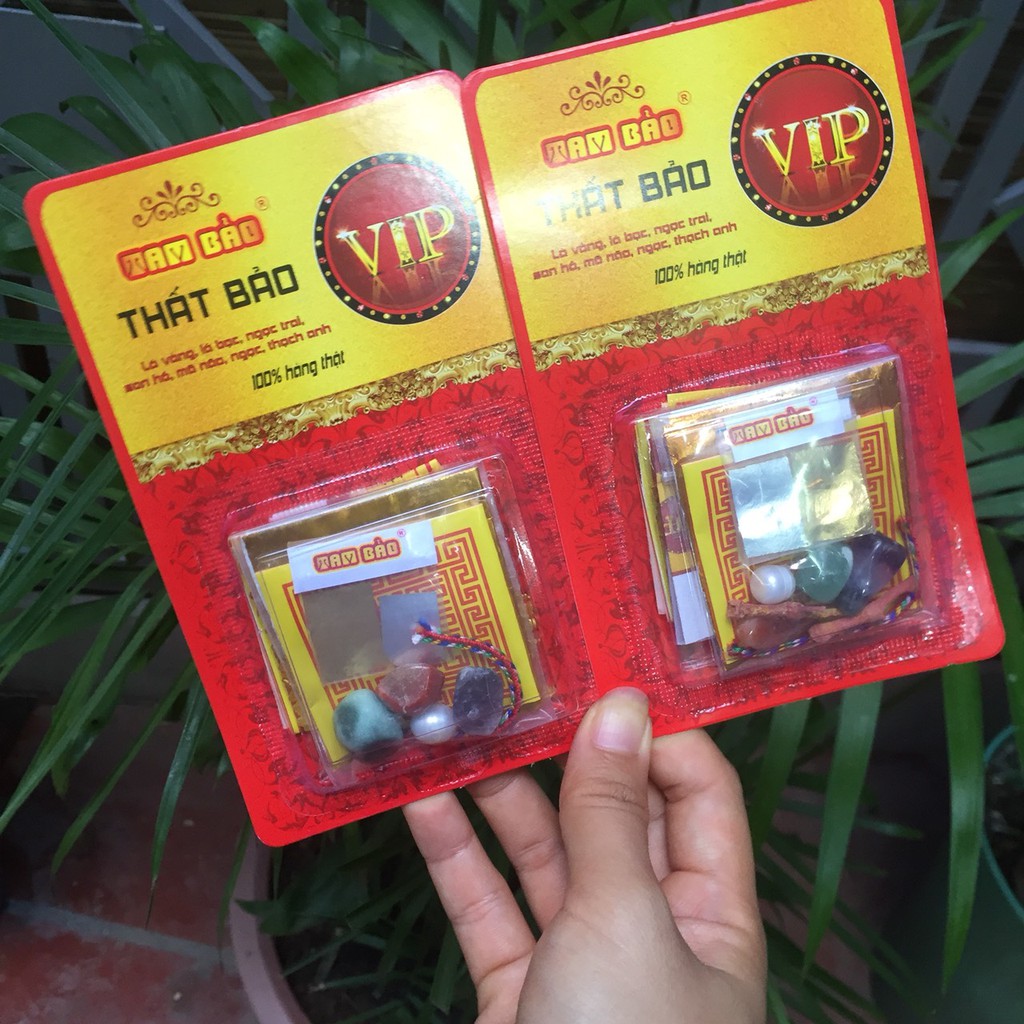 TAM BẢO®
THẤT BẢO
Lá vàng, lá bạc, ngọc trai,
san hô, mã não, ngọc, thạch anh
100% hàng thật
VIP
TAM BẢO
TAM BẢO®
THẤT BẢO
Lá vàng, lá bạc, ngọc trai,
san hô, mã não, ngọc, thạch anh
100% hàng thật
VIP
TAM BẢO